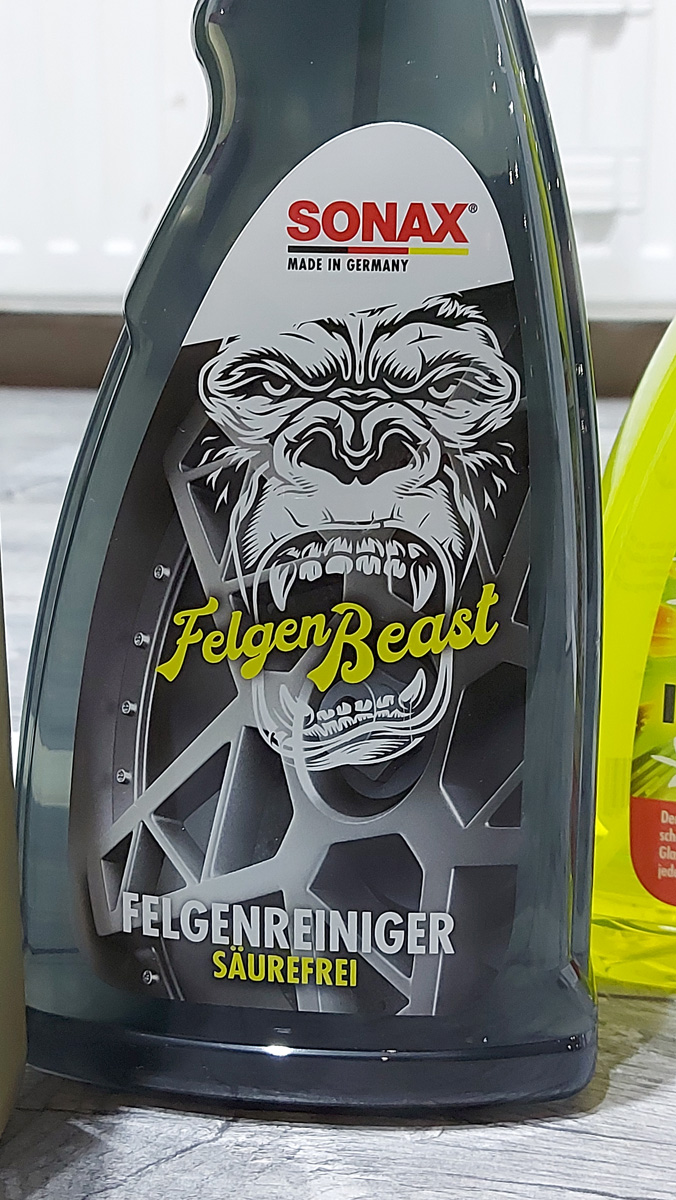 SONAX®
MADE IN GERMANY
FelgenBeast
FELGENREINIGER
SÄUREFREI